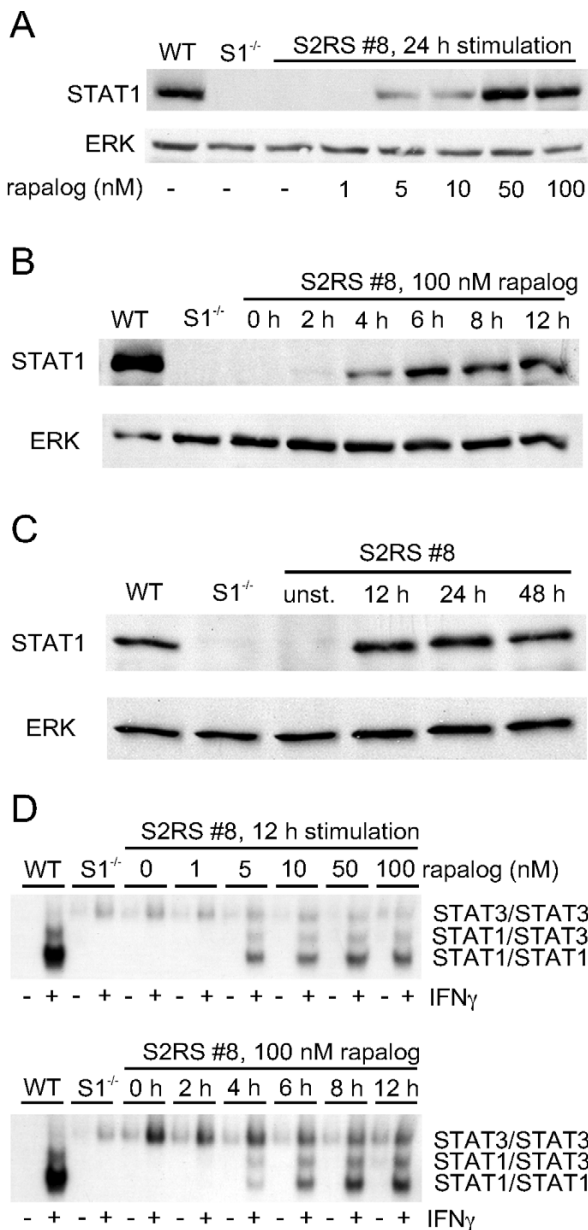 A
WT S1-/- S2RS #8, 24 h stimulation
STAT1
ERK
rapalog (nM) - - - 1 5 10 50 100
B
S2RS #8, 100 nM rapalog
WT S1-/- 0 h 2 h 4 h 6 h 8 h 12 h
STAT1
ERK
C
S2RS #8
WT S1-/- unst. 12 h 24 h 48 h
STAT1
ERK
D
S2RS #8, 12 h stimulation
WT S1-/- 0 1 5 10 50 100 rapalog (nM)
STAT3/STAT3
STAT1/STAT3
STAT1/STAT1
- + - + - + - + - + - + - + - + IFNγ
S2RS #8, 100 nM rapalog
WT S1-/- 0 h 2 h 4 h 6 h 8 h 12 h
STAT3/STAT3
STAT1/STAT3
STAT1/STAT1
- + - + - + - + - + - + - + - + IFNγ